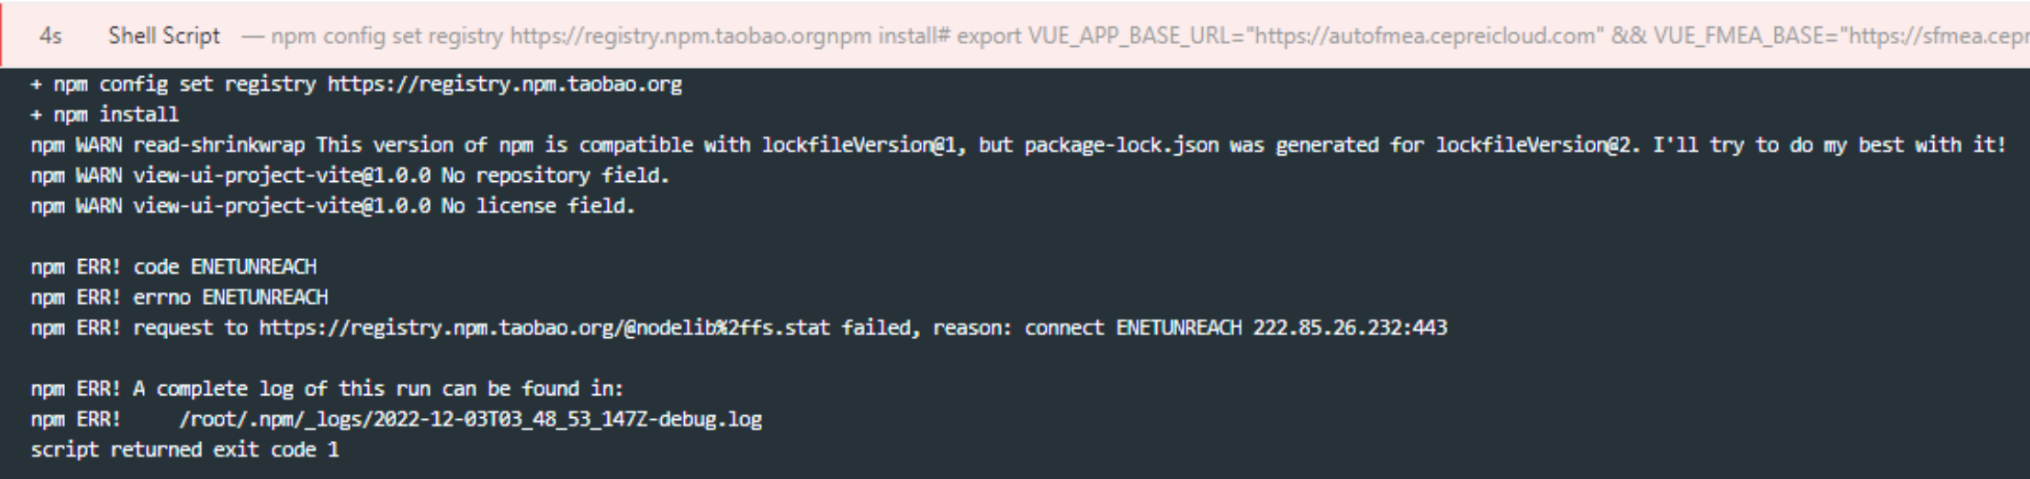 4s Shell Script — npm config set registry https://registry.npm.taobao.orgnpm install# export VUE_APP_BASE_URL="https://autofmea.cepreicloud.com" && VUE_FMEA_BASE="https://sfmea.cepr
+ npm config set registry https://registry.npm.taobao.org
+ npm install
npm WARN read-shrinkwrap This version of npm is compatible with lockfileVersion@1, but package-lock.json was generated for lockfileVersion@2. I'll try to do my best with it!
npm WARN view-ui-project-vite@1.0.0 No repository field.
npm WARN view-ui-project-vite@1.0.0 No license field.
npm ERR! code ENETUNREACH
npm ERR! errno ENETUNREACH
npm ERR! request to https://registry.npm.taobao.org/@nodelib%2ffs.stat failed, reason: connect ENETUNREACH 222.85.26.232:443
npm ERR! A complete log of this run can be found in:
npm ERR!     /root/.npm/_logs/2022-12-03T03_48_53_147Z-debug.log
script returned exit code 1